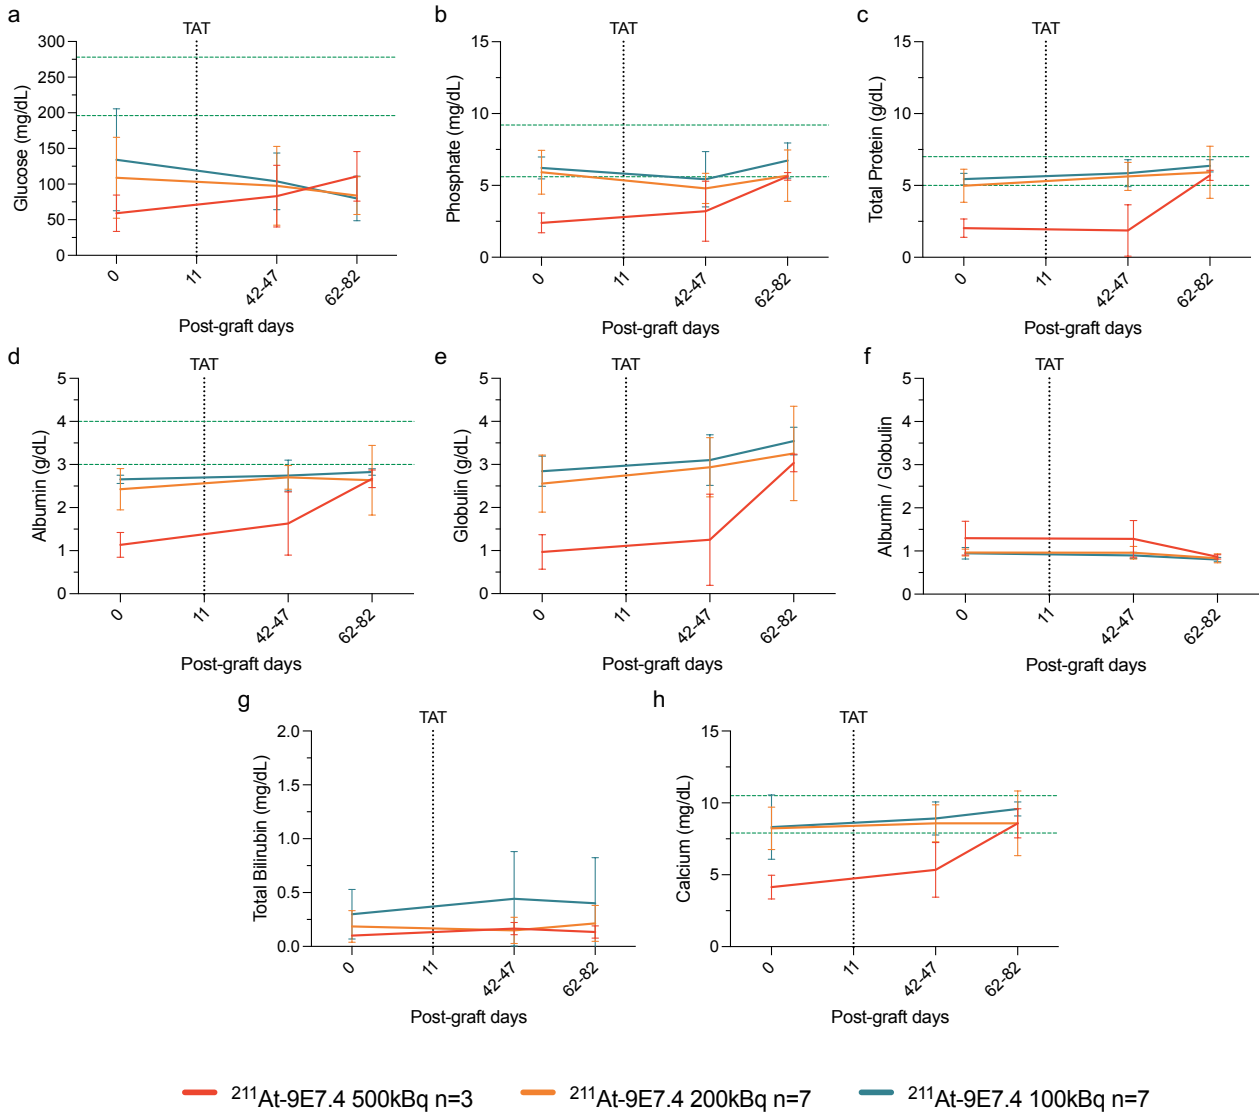 a
TAT
Glucose (mg/dL)
300
250
200
150
100
50
0
0
11
42-47
62-82
Post-graft days
b
TAT
Phosphate (mg/dL)
15
10
5
0
0
11
42-47
62-82
Post-graft days
c
TAT
Total Protein (g/dL)
15
10
5
0
0
11
42-47
62-82
Post-graft days
d
TAT
Albumin (g/dL)
5
4
3
2
1
0
0
11
42-47
62-82
Post-graft days
e
TAT
Globulin (g/dL)
5
4
3
2
1
0
0
11
42-47
62-82
Post-graft days
f
TAT
Albumin / Globulin
5
4
3
2
1
0
0
11
42-47
62-82
Post-graft days
g
TAT
Total Bilirubin (mg/dL)
2.0
1.5
1.0
0.5
0.0
0
11
42-47
62-82
Post-graft days
h
TAT
Calcium (mg/dL)
15
10
5
0
0
11
42-47
62-82
Post-graft days
²¹¹At-9E7.4 500kBq n=3
²¹¹At-9E7.4 200kBq n=7
²¹¹At-9E7.4 100kBq n=7